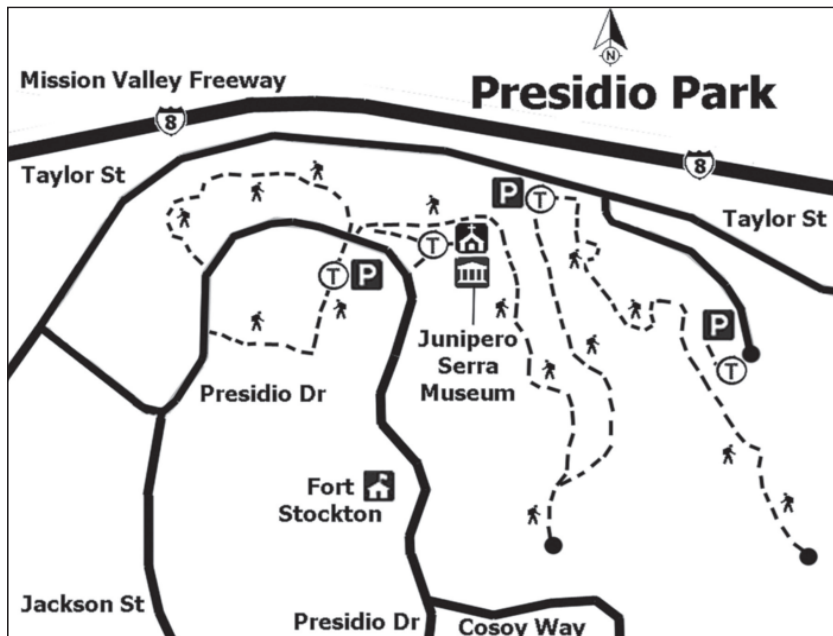 N
Presidio Park
Mission Valley Freeway
8
8
Taylor St
Taylor St
P
T
T
T
P
P
T
Junipero
Serra
Museum
Presidio Dr
Fort
Stockton
Jackson St
Presidio Dr
Cosoy Way